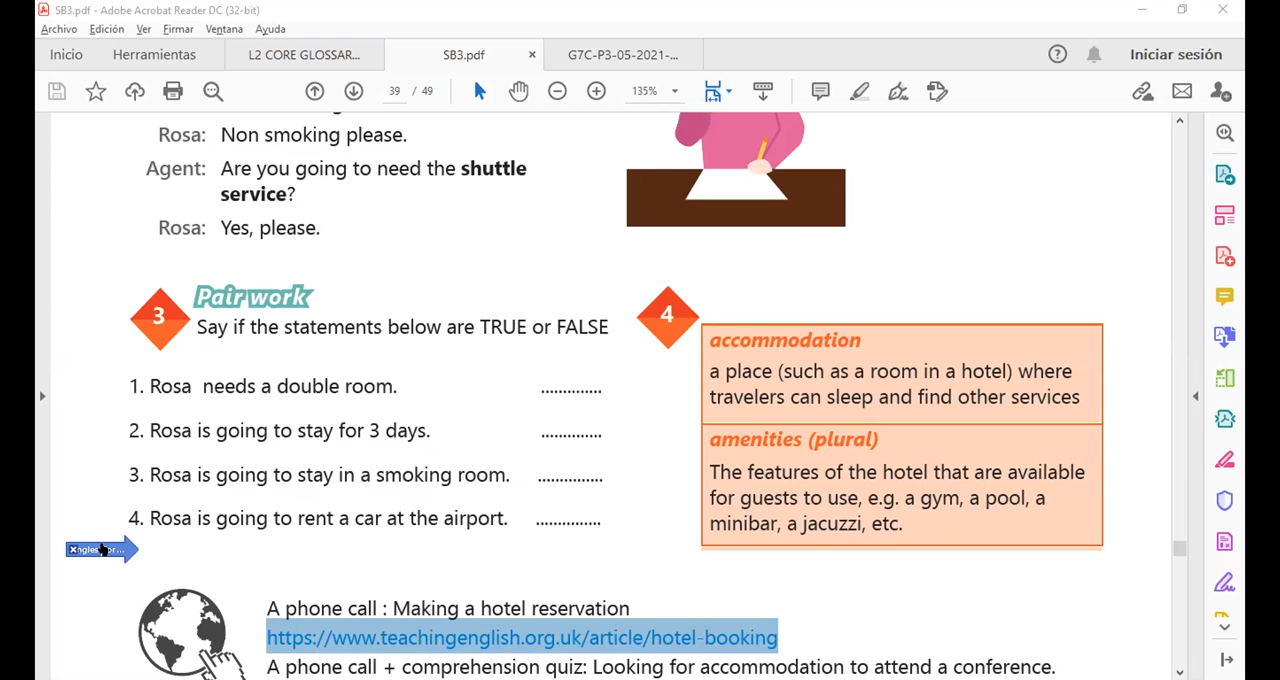 SB3.pdf - Adobe Acrobat Reader DC (32-bit)
Archivo Edición Ver Firmar Ventana Ayuda
Inicio Herramientas L2 CORE GLOSSAR... SB3.pdf × G7C-P3-05-2021-... Iniciar sesión
39 / 49 135%
Rosa: Non smoking please.
Agent: Are you going to need the shuttle
service?
Rosa: Yes, please.
3 Pair work
Say if the statements below are TRUE or FALSE
1. Rosa needs a double room. ..............
2. Rosa is going to stay for 3 days. ..............
3. Rosa is going to stay in a smoking room. ...............
4. Rosa is going to rent a car at the airport. ...............
4
accommodation
a place (such as a room in a hotel) where
travelers can sleep and find other services
amenities (plural)
The features of the hotel that are available
for guests to use, e.g. a gym, a pool, a
minibar, a jacuzzi, etc.
A phone call : Making a hotel reservation
https://www.teachingenglish.org.uk/article/hotel-booking
A phone call + comprehension quiz: Looking for accommodation to attend a conference.